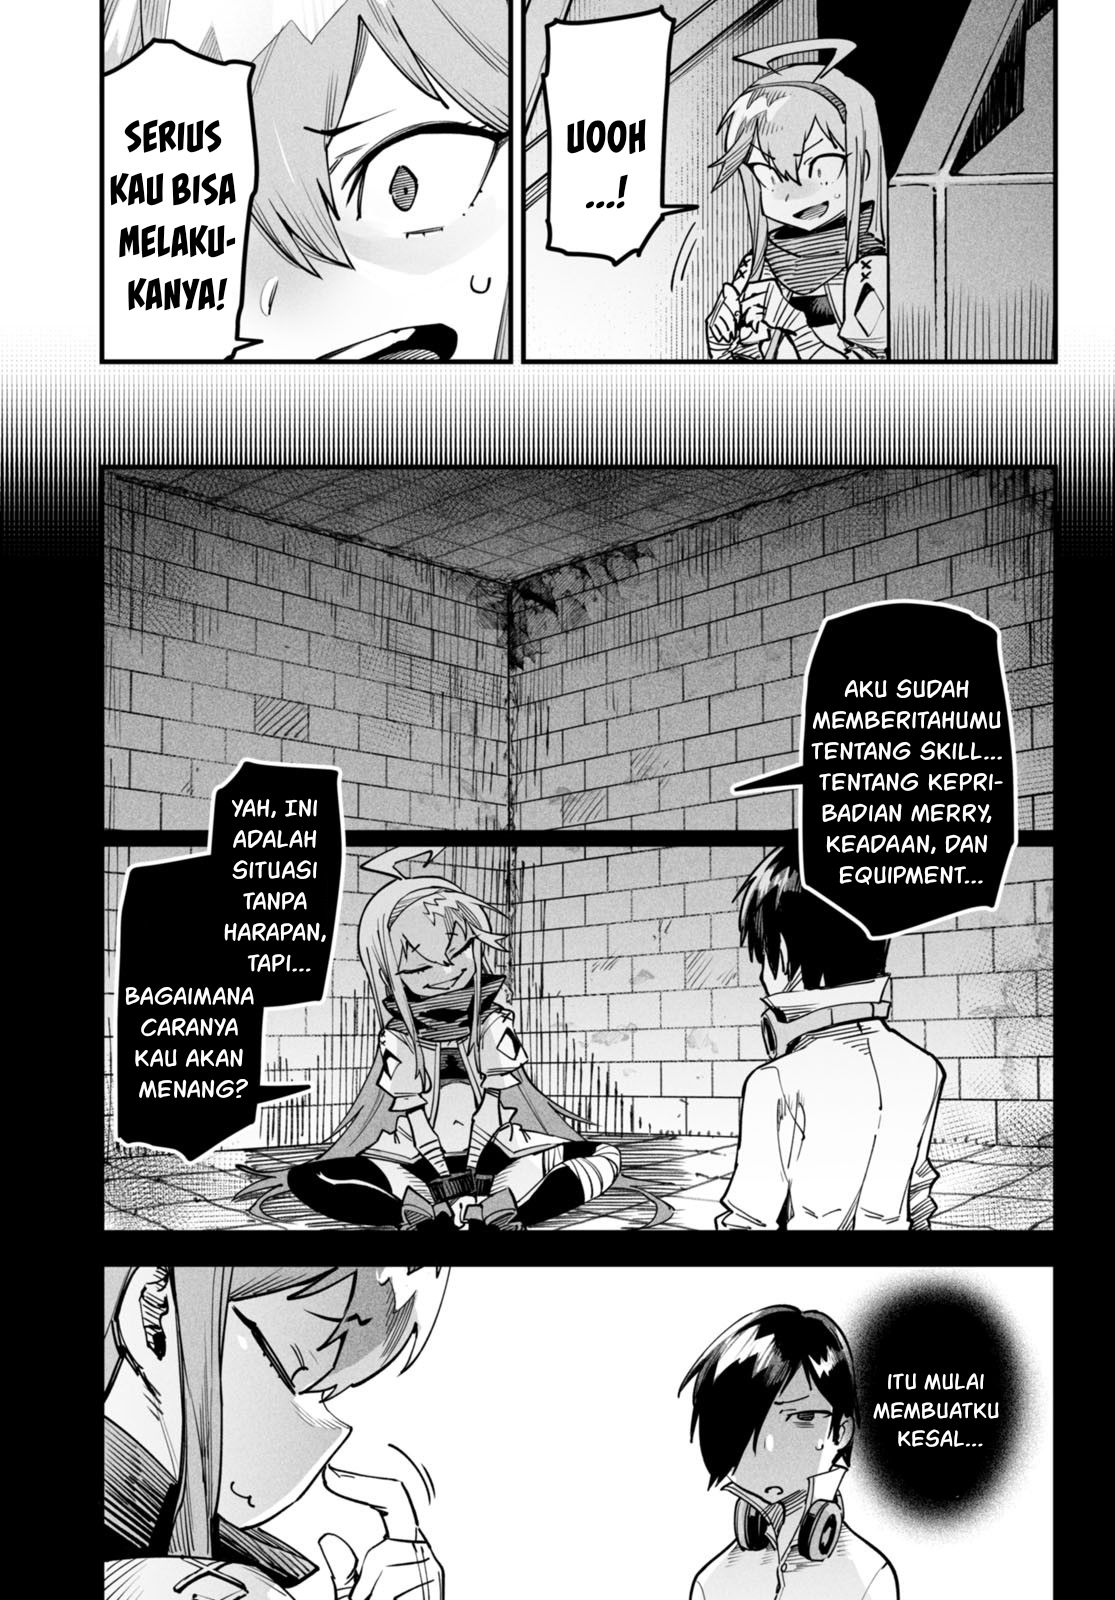 UOOH
...!
SERIUS
KAU BISA
MELAKU-
KANYA!
AKU SUDAH
MEMBERITAHUMU
TENTANG SKILL...
TENTANG KEPRI-
BADIAN MERRY,
KEADAAN, DAN
EQUIPMENT...
YAH, INI
ADALAH
SITUASI
TANPA
HARAPAN,
TAPI...
BAGAIMANA
CARANYA
KAU AKAN
MENANG?
ITU MULAI
MEMBUATKU
KESAL...